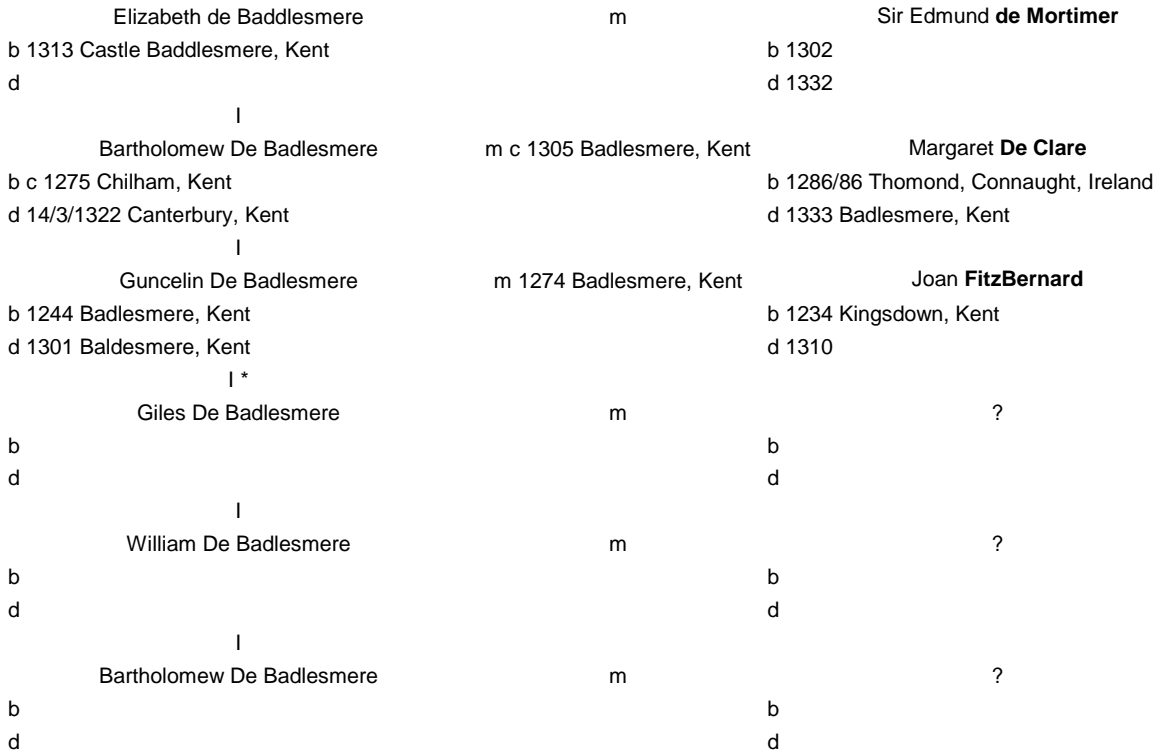 Elizabeth de Baddlesmere m Sir Edmund de Mortimer
b 1313 Castle Baddlesmere, Kent b 1302
d d 1332
I
Bartholomew De Badlesmere m c 1305 Badlesmere, Kent Margaret De Clare
b c 1275 Chilham, Kent b 1286/86 Thomond, Connaught, Ireland
d 14/3/1322 Canterbury, Kent d 1333 Badlesmere, Kent
I
Guncelin De Badlesmere m 1274 Badlesmere, Kent Joan FitzBernard
b 1244 Badlesmere, Kent b 1234 Kingsdown, Kent
d 1301 Baldesmere, Kent d 1310
I *
Giles De Badlesmere m ?
b b
d d
I
William De Badlesmere m ?
b b
d d
I
Bartholomew De Badlesmere m ?
b b
d d